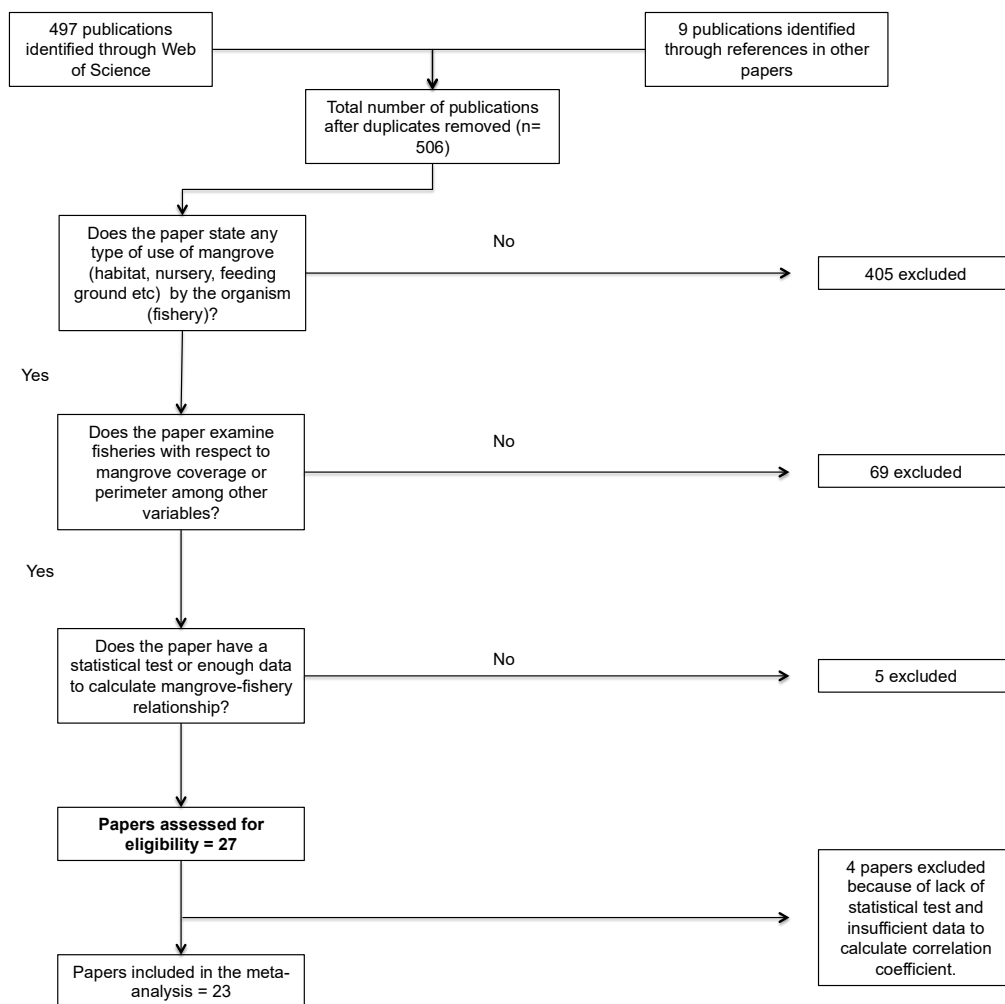 497 publications
identified through Web
of Science
9 publications identified
through references in other
papers
Total number of publications
after duplicates removed (n=
506)
Does the paper state any
type of use of mangrove
(habitat, nursery, feeding
ground etc)  by the organism
(fishery)?
No
405 excluded
Yes
Does the paper examine
fisheries with respect to
mangrove coverage or
perimeter among other
variables?
No
69 excluded
Yes
Does the paper have a
statistical test or enough data
to calculate mangrove-fishery
relationship?
No
5 excluded
Papers assessed for
eligibility = 27
4 papers excluded
because of lack of
statistical test and
insufficient data to
calculate correlation
coefficient.
Papers included in the meta-
analysis = 23